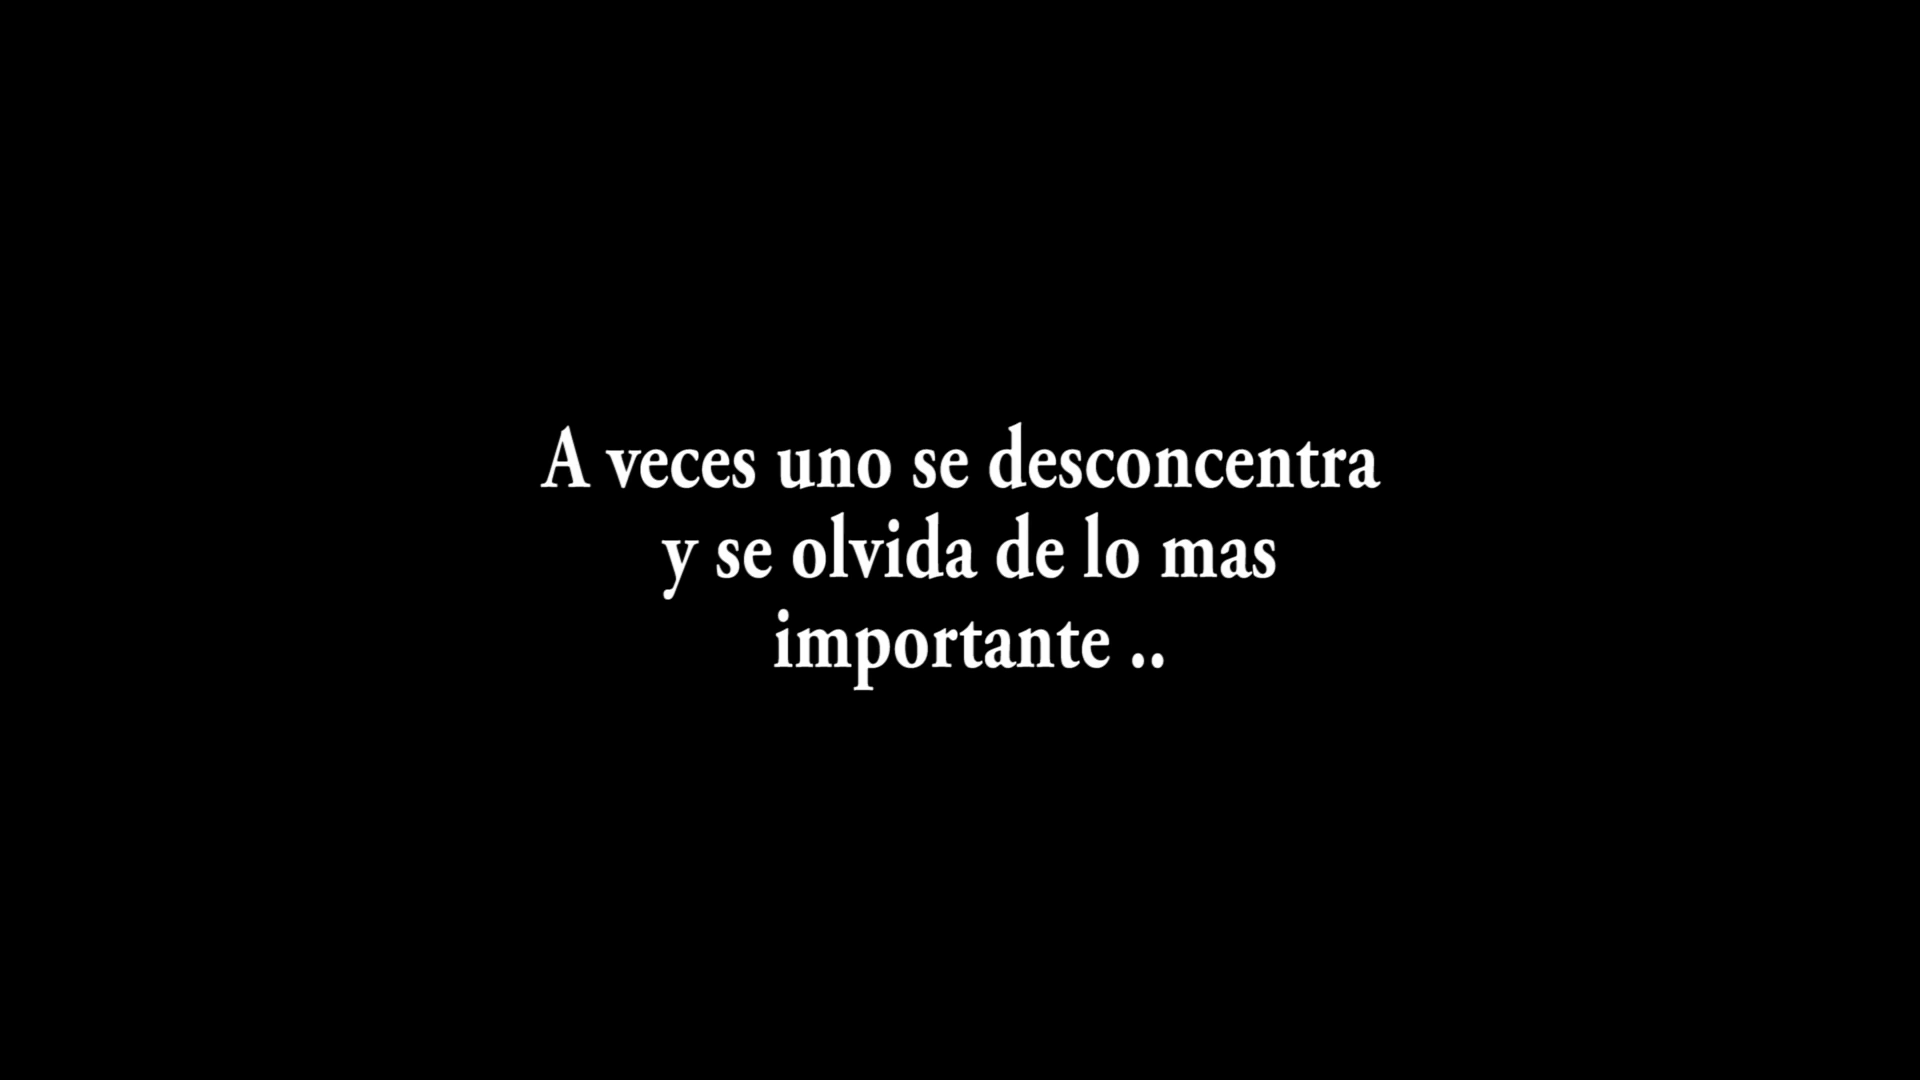 A veces uno se desconcentra
y se olvida de lo mas
importante ..